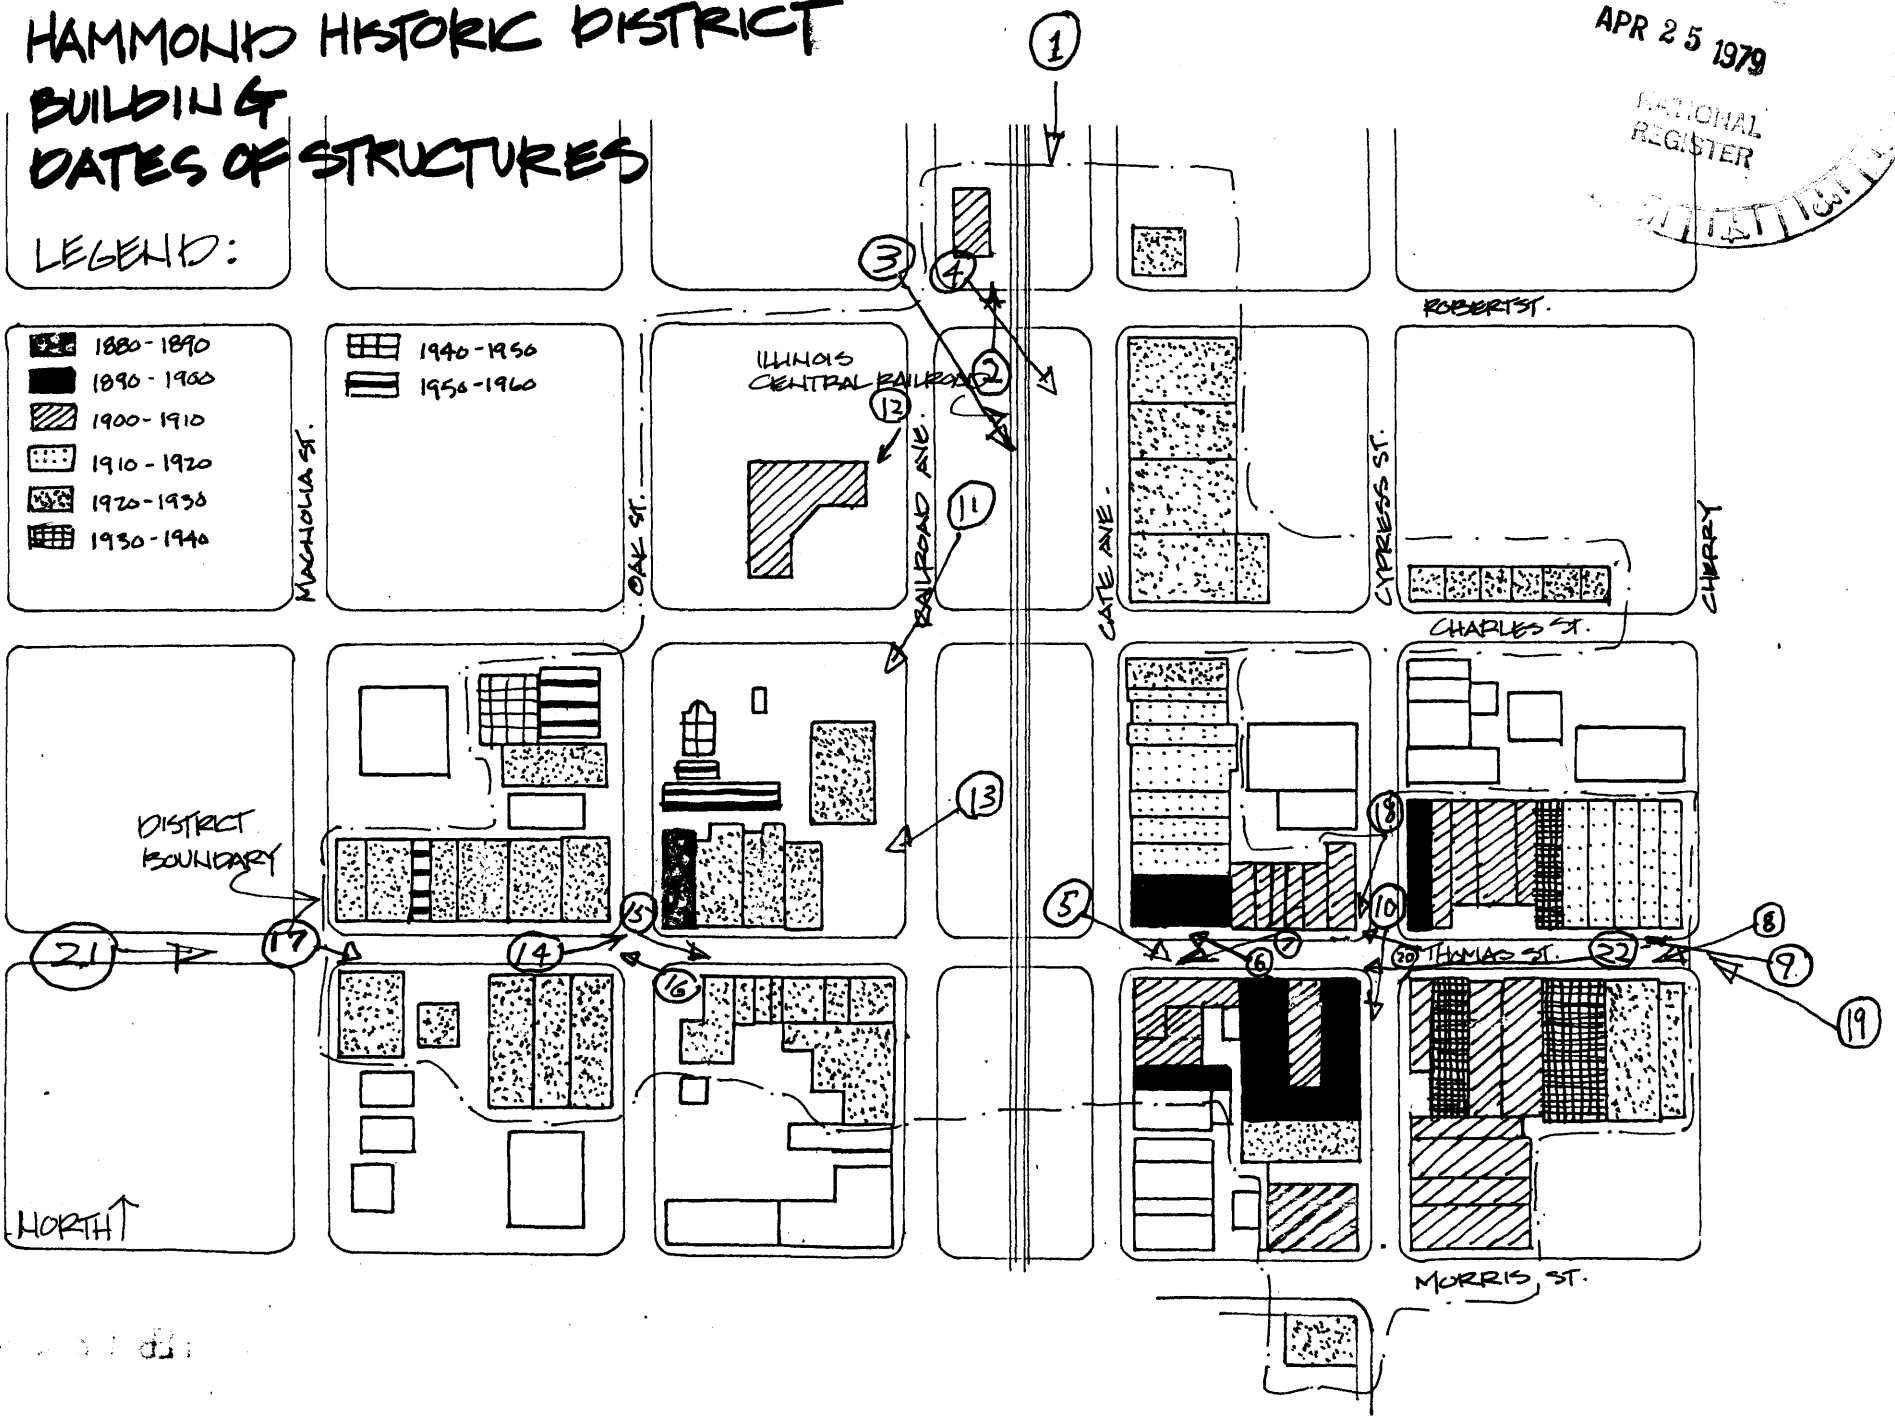 HAMMOND HISTORIC DISTRICT
BUILDING
DATES OF STRUCTURES
APR 25 1979
NATIONAL
REGISTER
LEGEND:
1880-1890
1890-1900
1900-1910
1910-1920
1920-1930
1930-1940
1940-1950
1950-1960
1
3
4
2
ROBERT ST.
ILLINOIS
CENTRAL RAILROAD
12
11
MAGNOLIA ST.
OAK ST.
RAILROAD AVE.
CATE AVE.
CYPRESS ST.
CHERRY
CHARLES ST.
13
18
DISTRICT
BOUNDARY
5
10
15
17
21
14
16
7
6
20
THOMAS ST.
22
8
9
19
NORTH
MORRIS, ST.